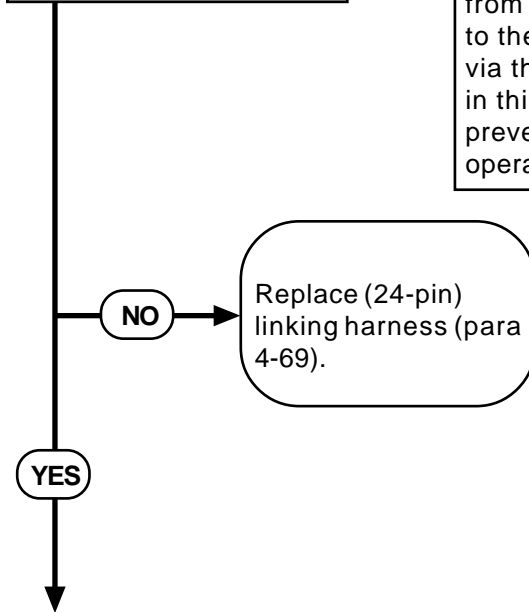 from
to the
via th
in thi
preve
opera
NO
Replace (24-pin)
linking harness (para
4-69).
YES